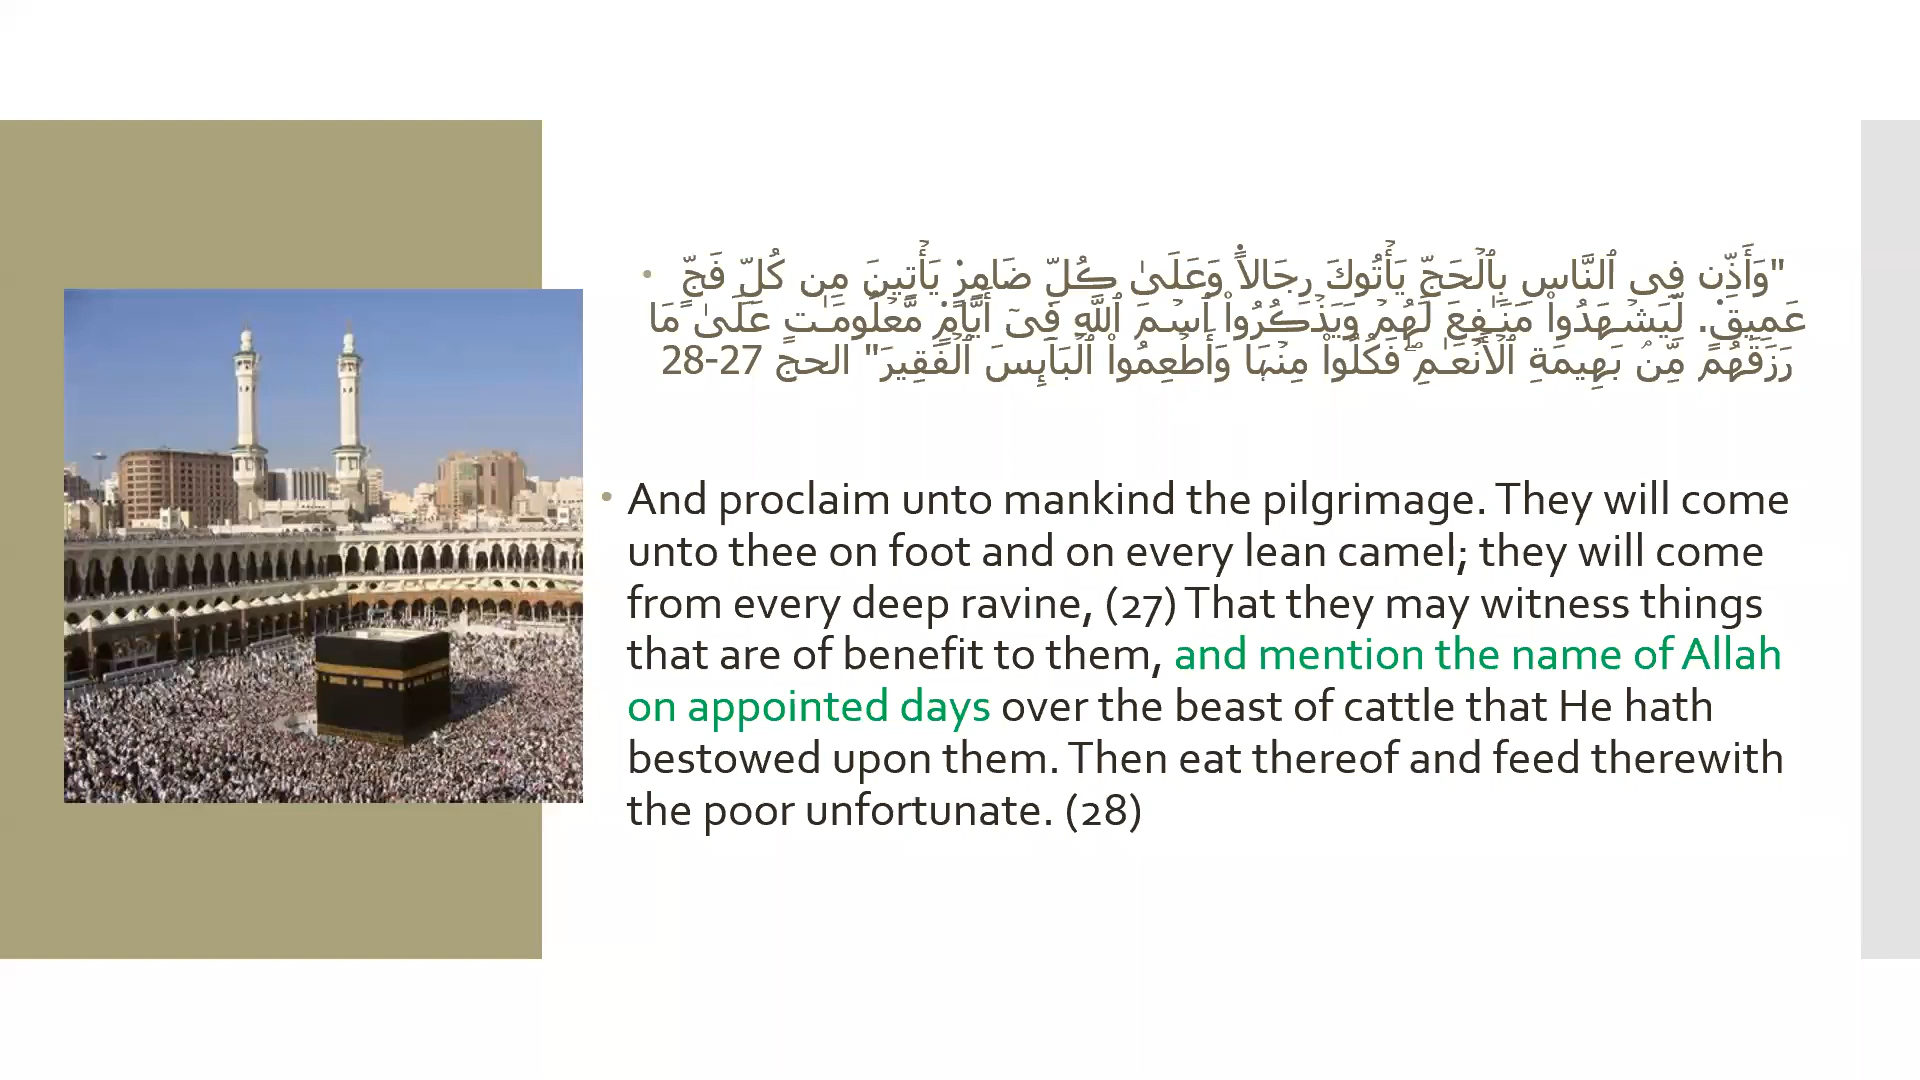 "وَأَذِّن فِى ٱلنَّاسِ بِٱلْحَجِّ يَأْتُوكَ رِجَالاً۬ وَعَلَىٰ ڪُلِّ ضَامِرٍ۬ يَأْتِينَ مِن كُلِّ فَجٍّ
عَمِيقٍ۬. لِّيَشْهَدُواْ مَنَـٰفِعَ لَهُمْ وَيَذْڪُرُواْ ٱسْمَ ٱللَّهِ فِىٓ أَيَّامٍ۬ مَّعْلُومَـٰتٍ عَلَىٰ مَا
رَزَقَهُم مِّنۢ بَهِيمَةِ ٱلْأَنْعَـٰمِ‌ۖ فَكُلُواْ مِنْہَا وَأَطْعِمُواْ ٱلْبَآٮِٕسَ ٱلْفَقِيرَ" الحج 27-28
And proclaim unto mankind the pilgrimage. They will come
unto thee on foot and on every lean camel; they will come
from every deep ravine, (27) That they may witness things
that are of benefit to them, and mention the name of Allah
on appointed days over the beast of cattle that He hath
bestowed upon them. Then eat thereof and feed therewith
the poor unfortunate. (28)